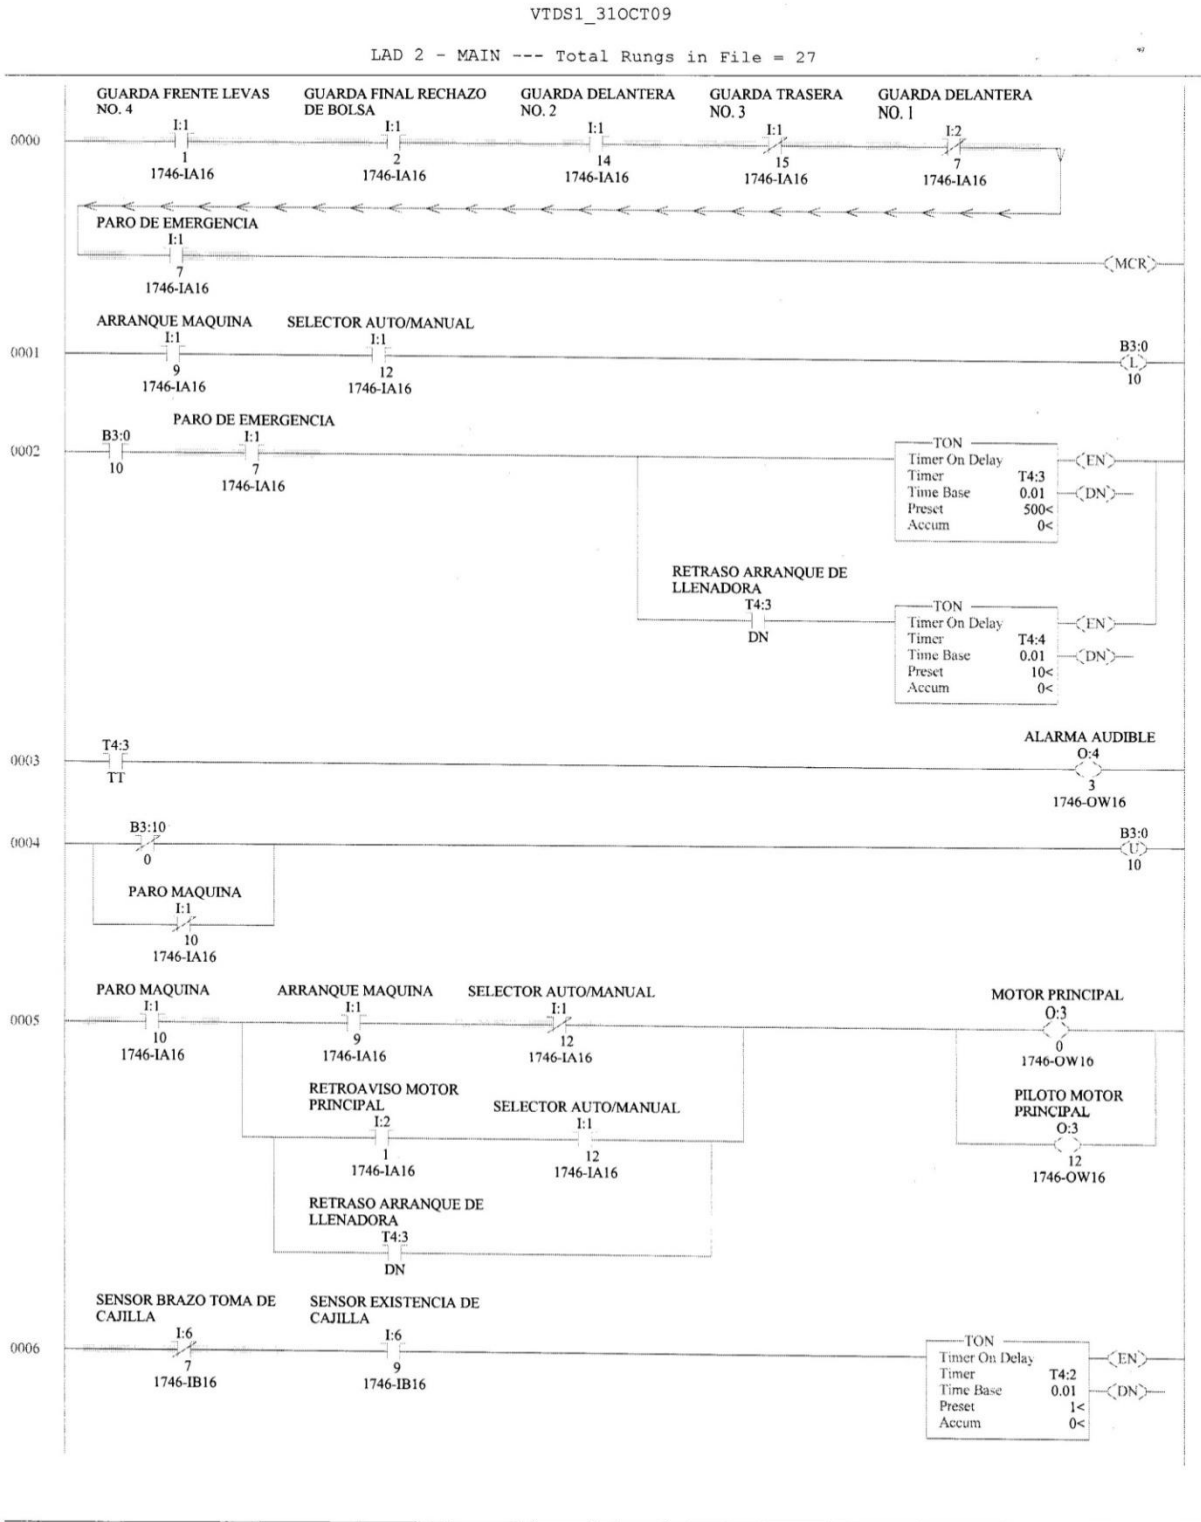 VTDS1_31OCT09
LAD 2 - MAIN --- Total Rungs in File = 27
GUARDA FRENTE LEVAS NO. 4
GUARDA FINAL RECHAZO DE BOLSA
GUARDA DELANTERA NO. 2
GUARDA TRASERA NO. 3
GUARDA DELANTERA NO. 1
0000
I:1
I:1
I:1
I:1
I:2
1
2
14
15
7
1746-IA16
1746-IA16
1746-IA16
1746-IA16
1746-IA16
PARO DE EMERGENCIA
I:1
MCR
7
1746-IA16
ARRANQUE MAQUINA
SELECTOR AUTO/MANUAL
0001
I:1
I:1
B3:0
L
9
12
10
1746-IA16
1746-IA16
PARO DE EMERGENCIA
0002
B3:0
I:1
10
7
1746-IA16
TON
Timer On Delay
EN
Timer T4:3
Time Base 0.01
DN
Preset 500<
Accum 0<
RETRASO ARRANQUE DE
LLENADORA
T4:3
DN
TON
Timer On Delay
EN
Timer T4:4
Time Base 0.01
DN
Preset 10<
Accum 0<
0003
T4:3
TT
ALARMA AUDIBLE
O:4
3
1746-OW16
0004
B3:10
0
B3:0
U
10
PARO MAQUINA
I:1
10
1746-IA16
PARO MAQUINA
ARRANQUE MAQUINA
SELECTOR AUTO/MANUAL
MOTOR PRINCIPAL
0005
I:1
I:1
I:1
O:3
10
9
12
0
1746-IA16
1746-IA16
1746-IA16
1746-OW16
RETROAVISO MOTOR
PRINCIPAL
SELECTOR AUTO/MANUAL
I:2
I:1
1
12
1746-IA16
1746-IA16
PILOTO MOTOR
PRINCIPAL
O:3
12
1746-OW16
RETRASO ARRANQUE DE
LLENADORA
T4:3
DN
SENSOR BRAZO TOMA DE
CAJILLA
SENSOR EXISTENCIA DE
CAJILLA
0006
I:6
I:6
7
9
1746-IB16
1746-IB16
TON
Timer On Delay
EN
Timer T4:2
Time Base 0.01
DN
Preset 1<
Accum 0<